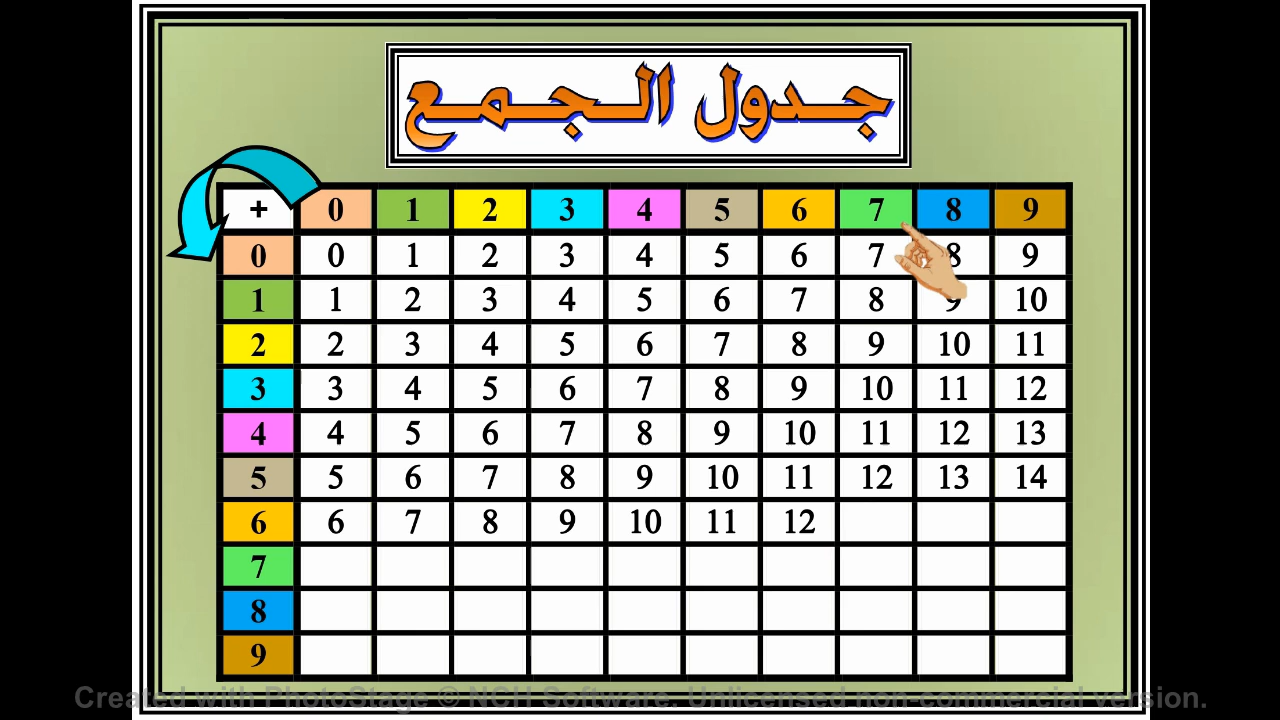 جدول الجمع
+ 0 1 2 3 4 5 6 7 8 9
0 0 1 2 3 4 5 6 7 8 9
1 1 2 3 4 5 6 7 8 9 10
2 2 3 4 5 6 7 8 9 10 11
3 3 4 5 6 7 8 9 10 11 12
4 4 5 6 7 8 9 10 11 12 13
5 5 6 7 8 9 10 11 12 13 14
6 6 7 8 9 10 11 12
7
8
9
Created with PhotoStage © NCH Software. Unlicensed non-commercial version.